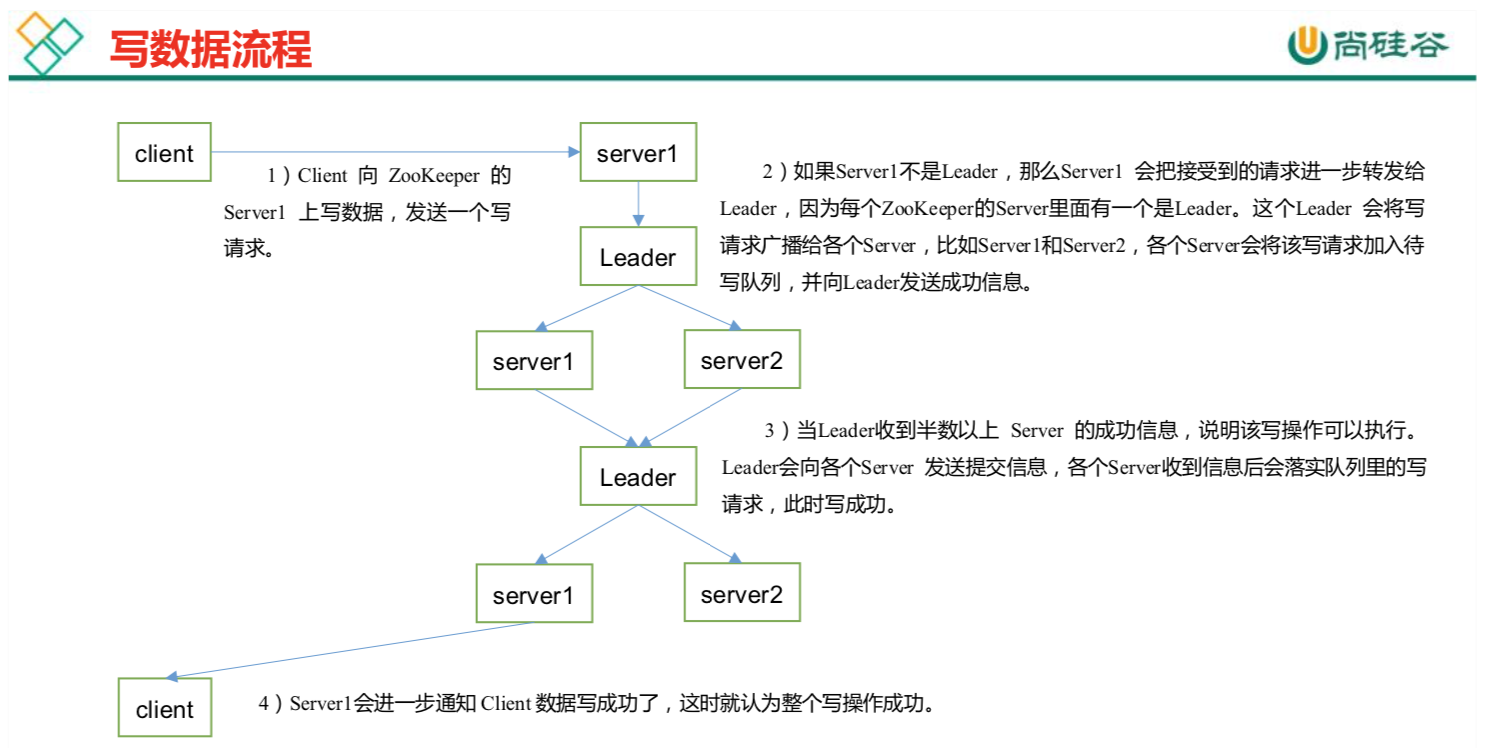 写数据流程
尚硅谷
client
server1
1）Client 向 ZooKeeper 的
Server1 上写数据，发送一个写
请求。
2）如果Server1不是Leader，那么Server1 会把接受到的请求进一步转发给
Leader，因为每个ZooKeeper的Server里面有一个是Leader。这个Leader 会将写
请求广播给各个Server，比如Server1和Server2，各个Server会将该写请求加入待
写队列，并向Leader发送成功信息。
Leader
server1
server2
3）当Leader收到半数以上 Server 的成功信息，说明该写操作可以执行。
Leader会向各个Server 发送提交信息，各个Server收到信息后会落实队列里的写
请求，此时写成功。
Leader
server1
server2
client
4）Server1会进一步通知 Client 数据写成功了，这时就认为整个写操作成功。